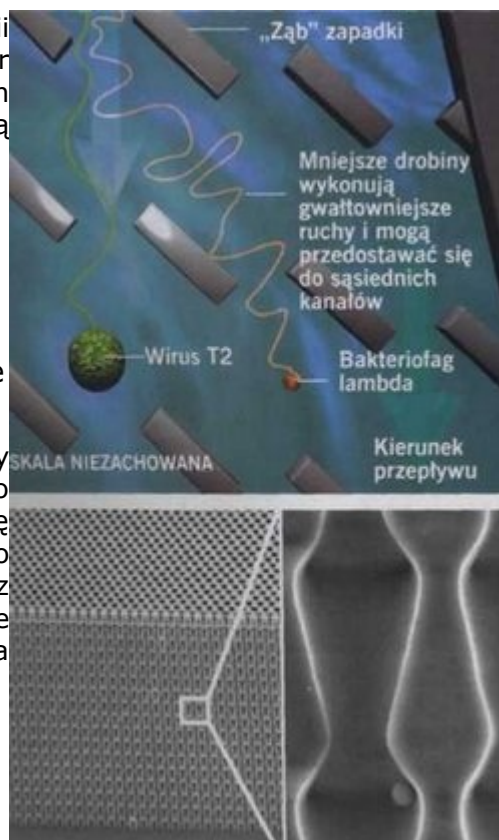 „Ząb” zapadki
Mniejsze drobiny
wykonują
gwałtowniejsze
ruchy i mogą
przedostawać się
do sąsiednich
kanałów
Wirus T2
Bakteriofag
lambda
SKALA NIEZACHOWANA
Kierunek
przepływu